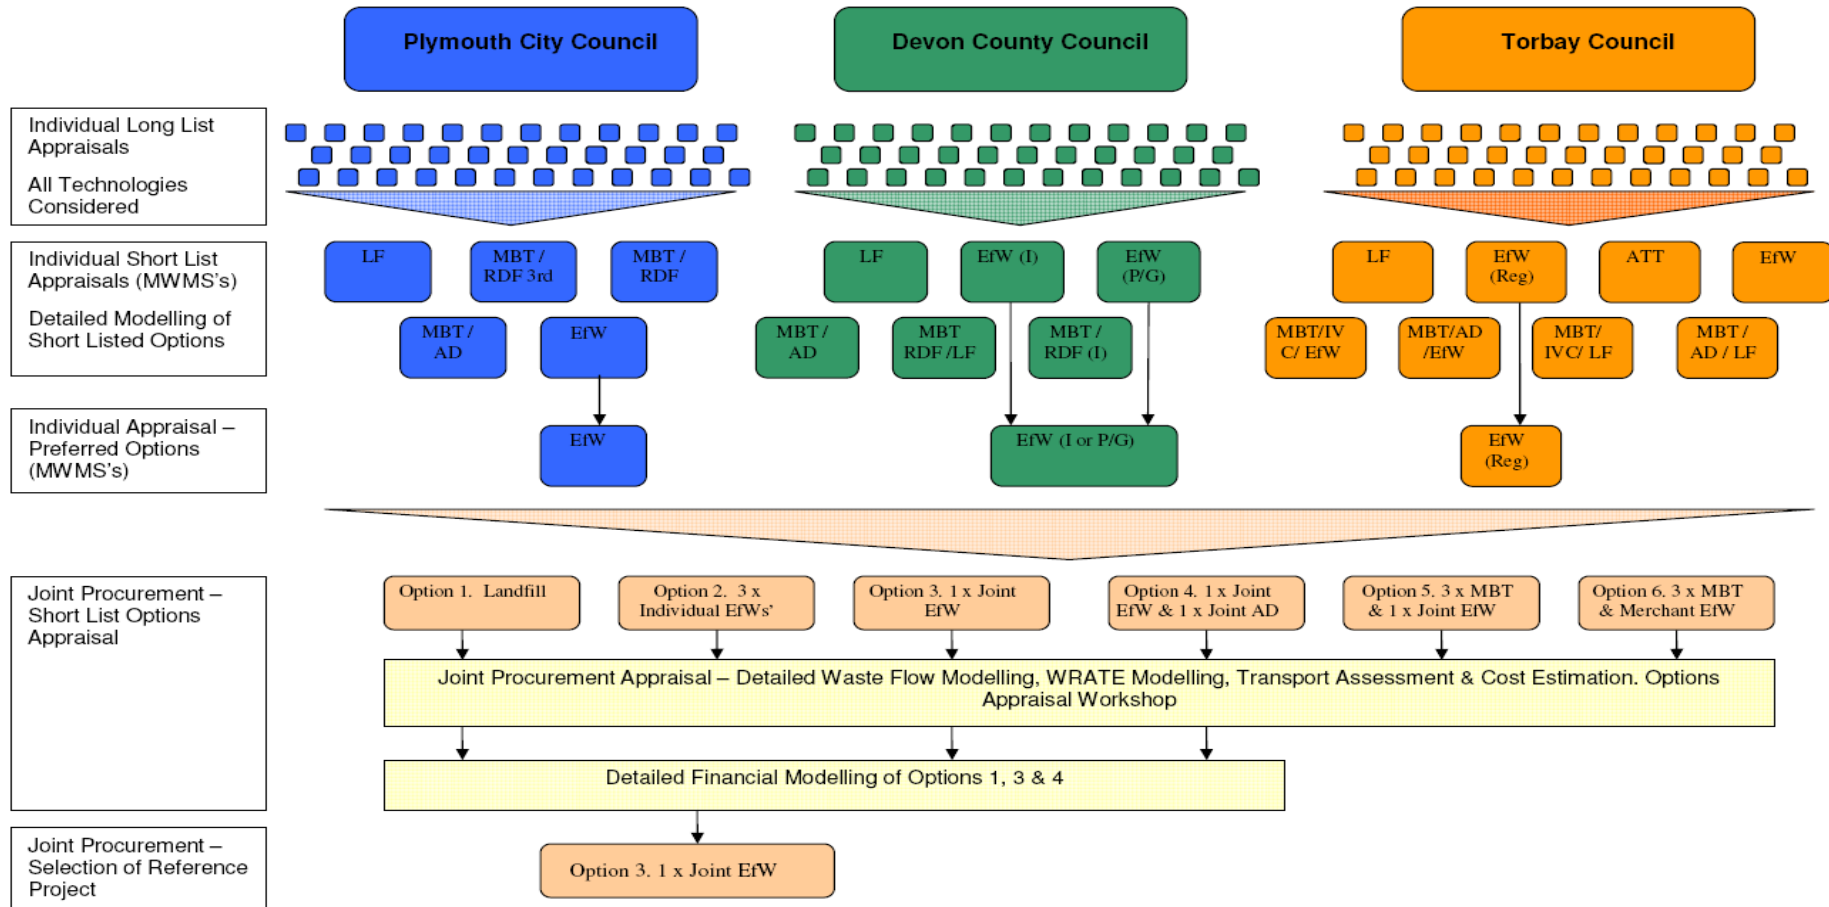 Plymouth City Council
Devon County Council
Torbay Council
Individual Long List
Appraisals
All Technologies
Considered
Individual Short List
Appraisals (MWMS's)
Detailed Modelling of
Short Listed Options
LF
MBT /
RDF 3rd
MBT /
RDF
LF
EfW (I)
EfW
(P/G)
LF
EfW
(Reg)
ATT
EfW
MBT /
AD
EfW
MBT /
AD
MBT
RDF /LF
MBT /
RDF (I)
MBT/IV
C/ EfW
MBT/AD
/EfW
MBT/
IVC/ LF
MBT /
AD / LF
Individual Appraisal –
Preferred Options
(MWMS's)
EfW
EfW (I or P/G)
EfW
(Reg)
Joint Procurement –
Short List Options
Appraisal
Option 1.  Landfill
Option 2.  3 x
Individual EfWs'
Option 3. 1 x Joint
EfW
Option 4. 1 x Joint
EfW & 1 x Joint AD
Option 5. 3 x MBT
& 1 x Joint EfW
Option 6. 3 x MBT
& Merchant EfW
Joint Procurement Appraisal – Detailed Waste Flow Modelling, WRATE Modelling, Transport Assessment & Cost Estimation. Options
Appraisal Workshop
Detailed Financial Modelling of Options 1, 3 & 4
Joint Procurement –
Selection of Reference
Project
Option 3. 1 x Joint EfW